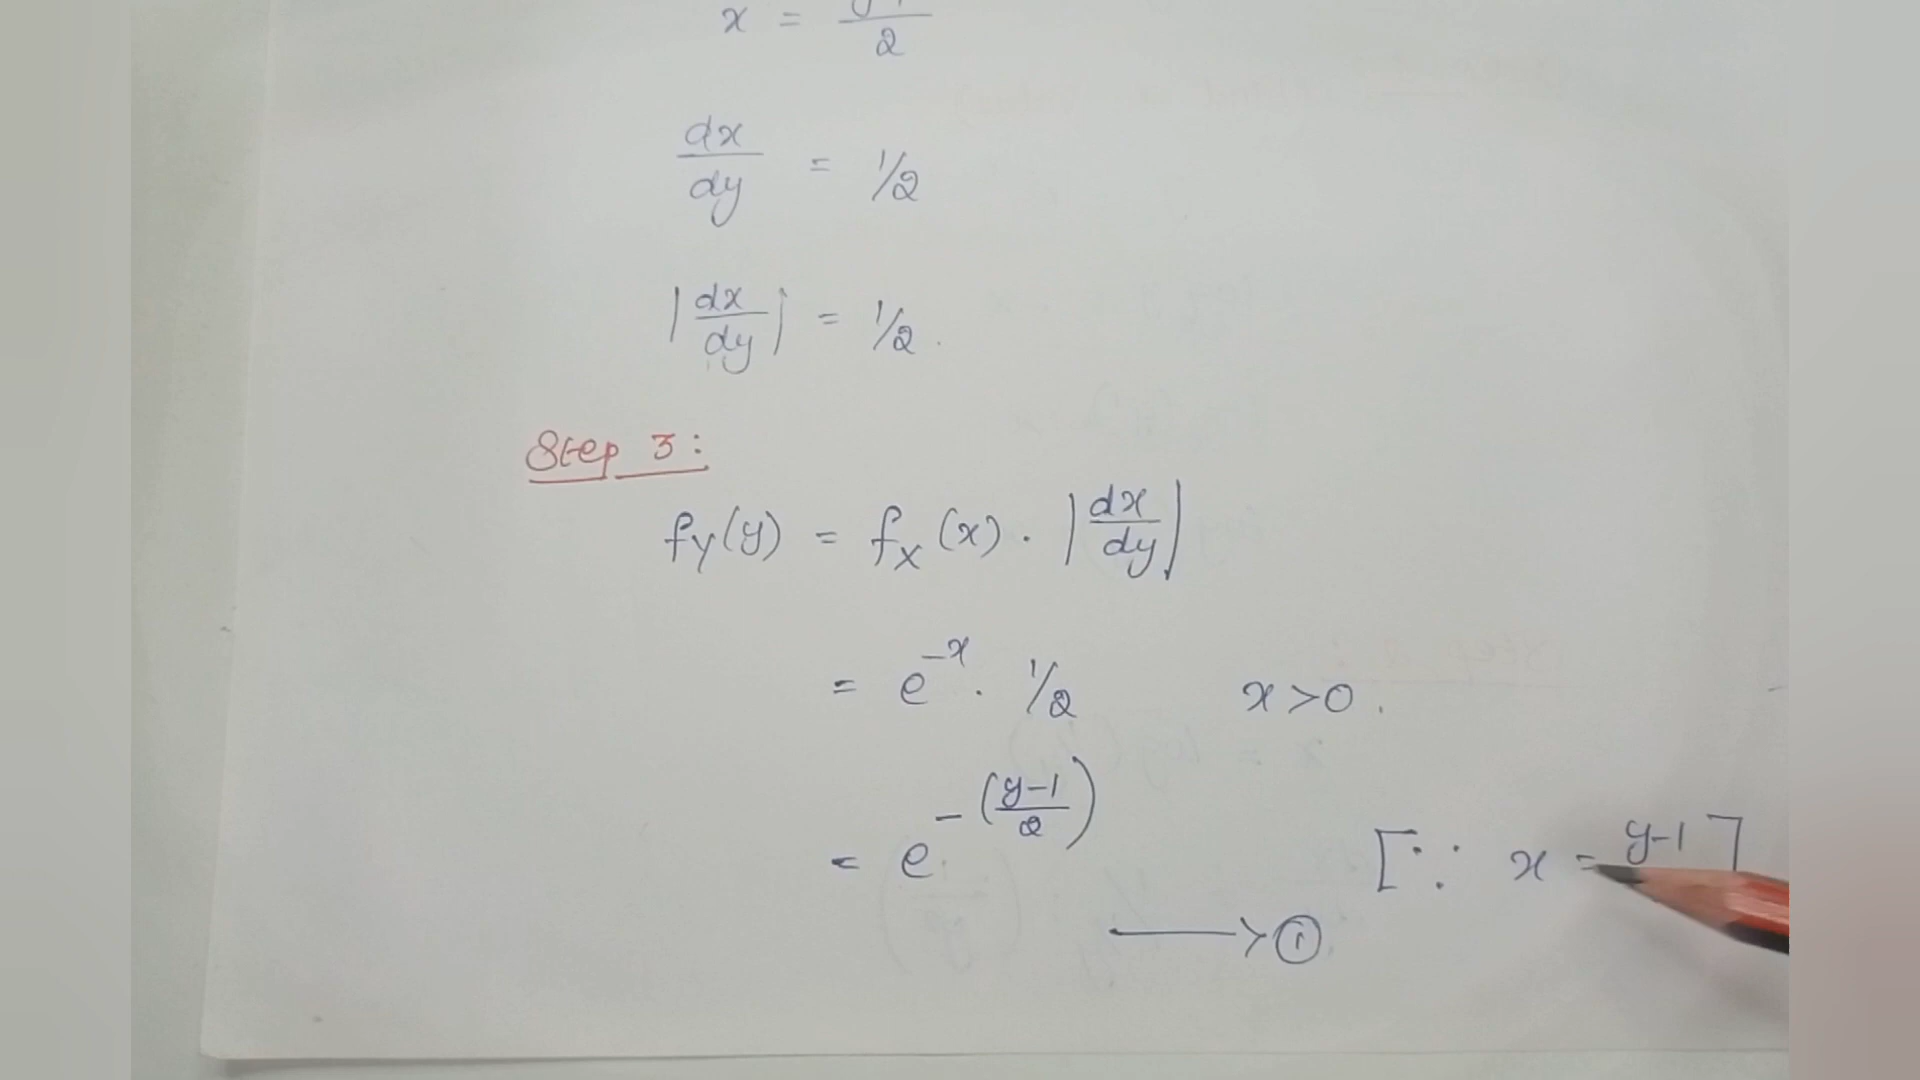 x = y-1/2
dx/dy = 1/2
|dx/dy| = 1/2.
Step 3:
fY(y) = fX(x) · |dx/dy|
= e^-x · 1/2 x>0.
= e^-((y-1)/2) [∵ x = y-1]
→ ①